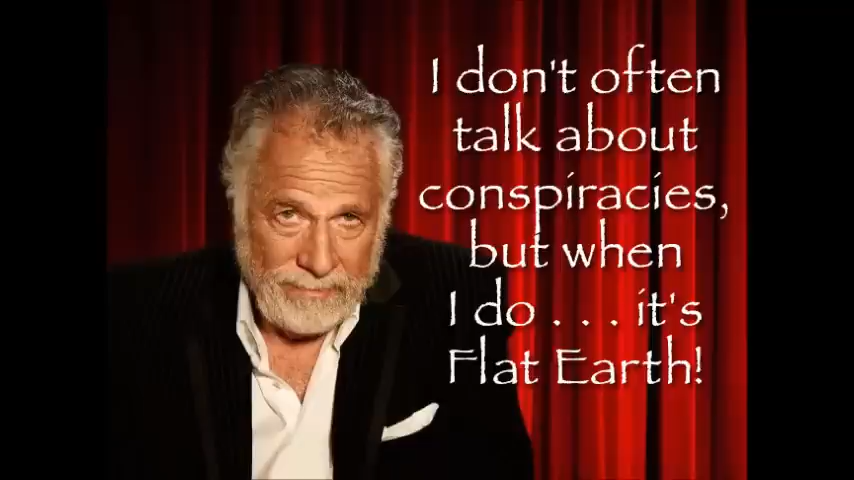 I don't often
talk about
conspiracies,
but when
I do . . . it's
Flat Earth!